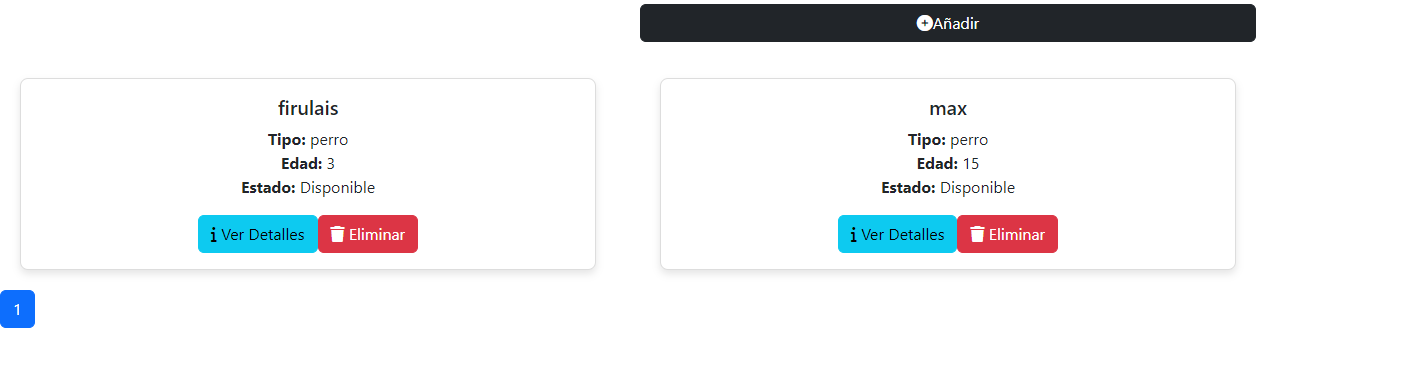 Añadir
firulais
Tipo: perro
Edad: 3
Estado: Disponible
Ver Detalles Eliminar
max
Tipo: perro
Edad: 15
Estado: Disponible
Ver Detalles Eliminar
1